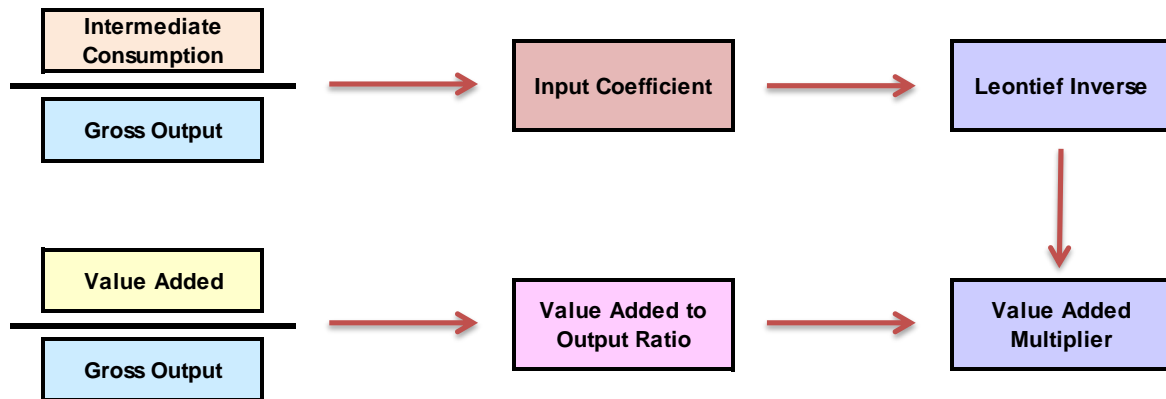 Intermediate
Consumption
Gross Output
Input Coefficient
Leontief Inverse
Value Added
Gross Output
Value Added to
Output Ratio
Value Added
Multiplier